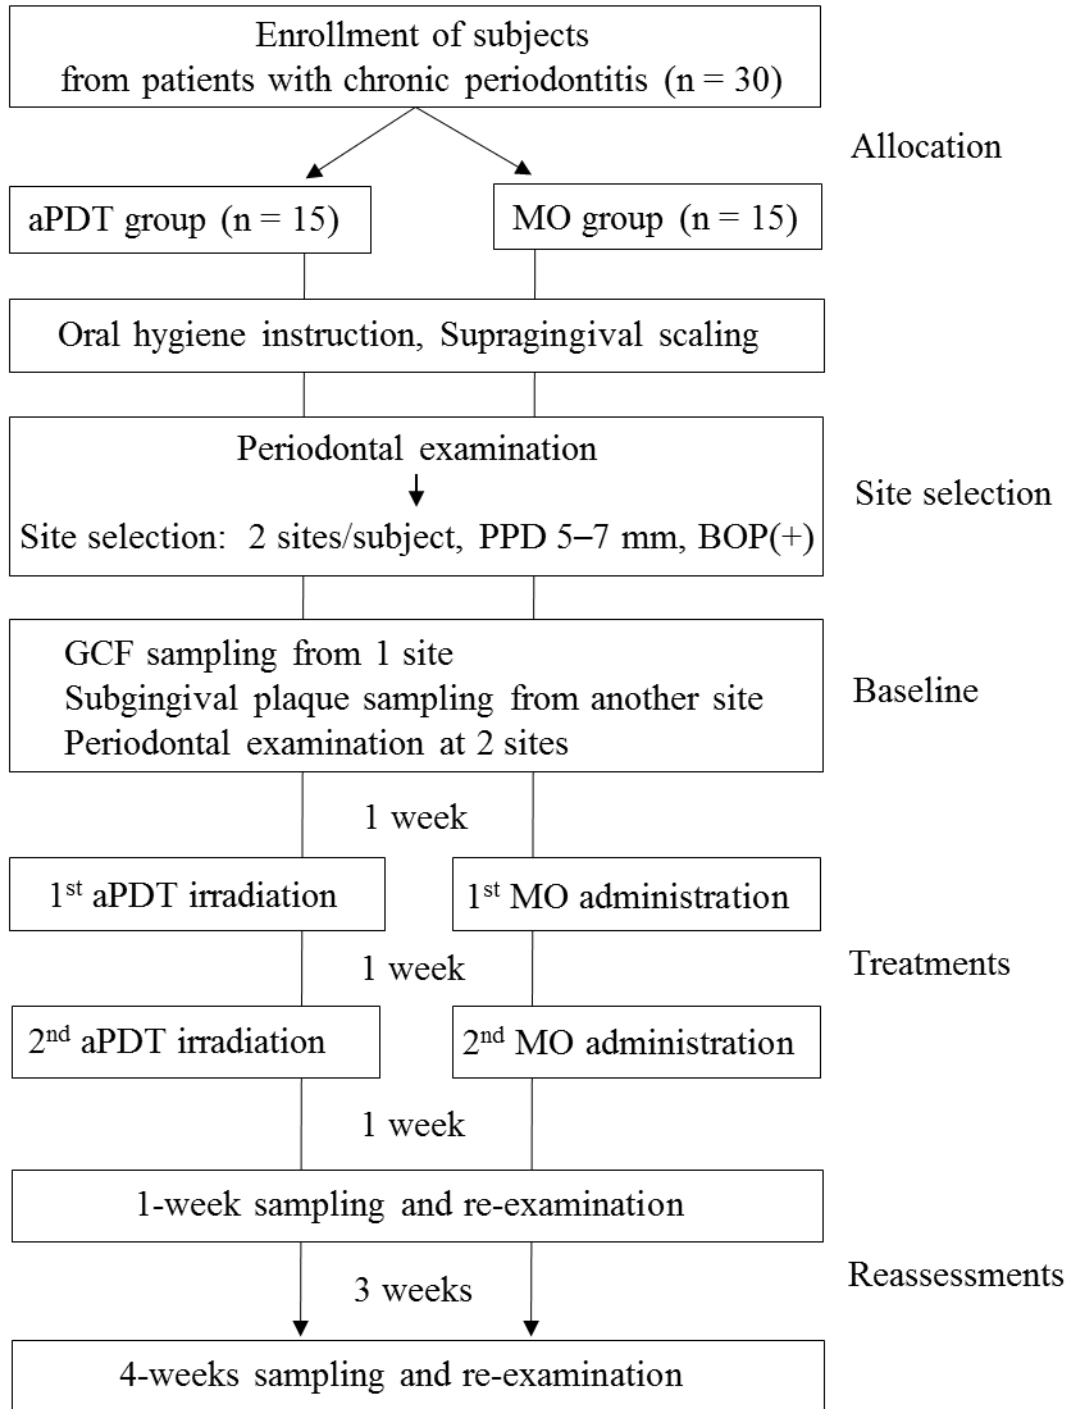 Enrollment of subjects
from patients with chronic periodontitis (n = 30)
Allocation
aPDT group (n = 15)
MO group (n = 15)
Oral hygiene instruction, Supragingival scaling
Periodontal examination
Site selection
Site selection: 2 sites/subject, PPD 5–7 mm, BOP(+)
GCF sampling from 1 site
Subgingival plaque sampling from another site
Baseline
Periodontal examination at 2 sites
1 week
1st aPDT irradiation
1st MO administration
1 week
Treatments
2nd aPDT irradiation
2nd MO administration
1 week
1-week sampling and re-examination
Reassessments
3 weeks
4-weeks sampling and re-examination